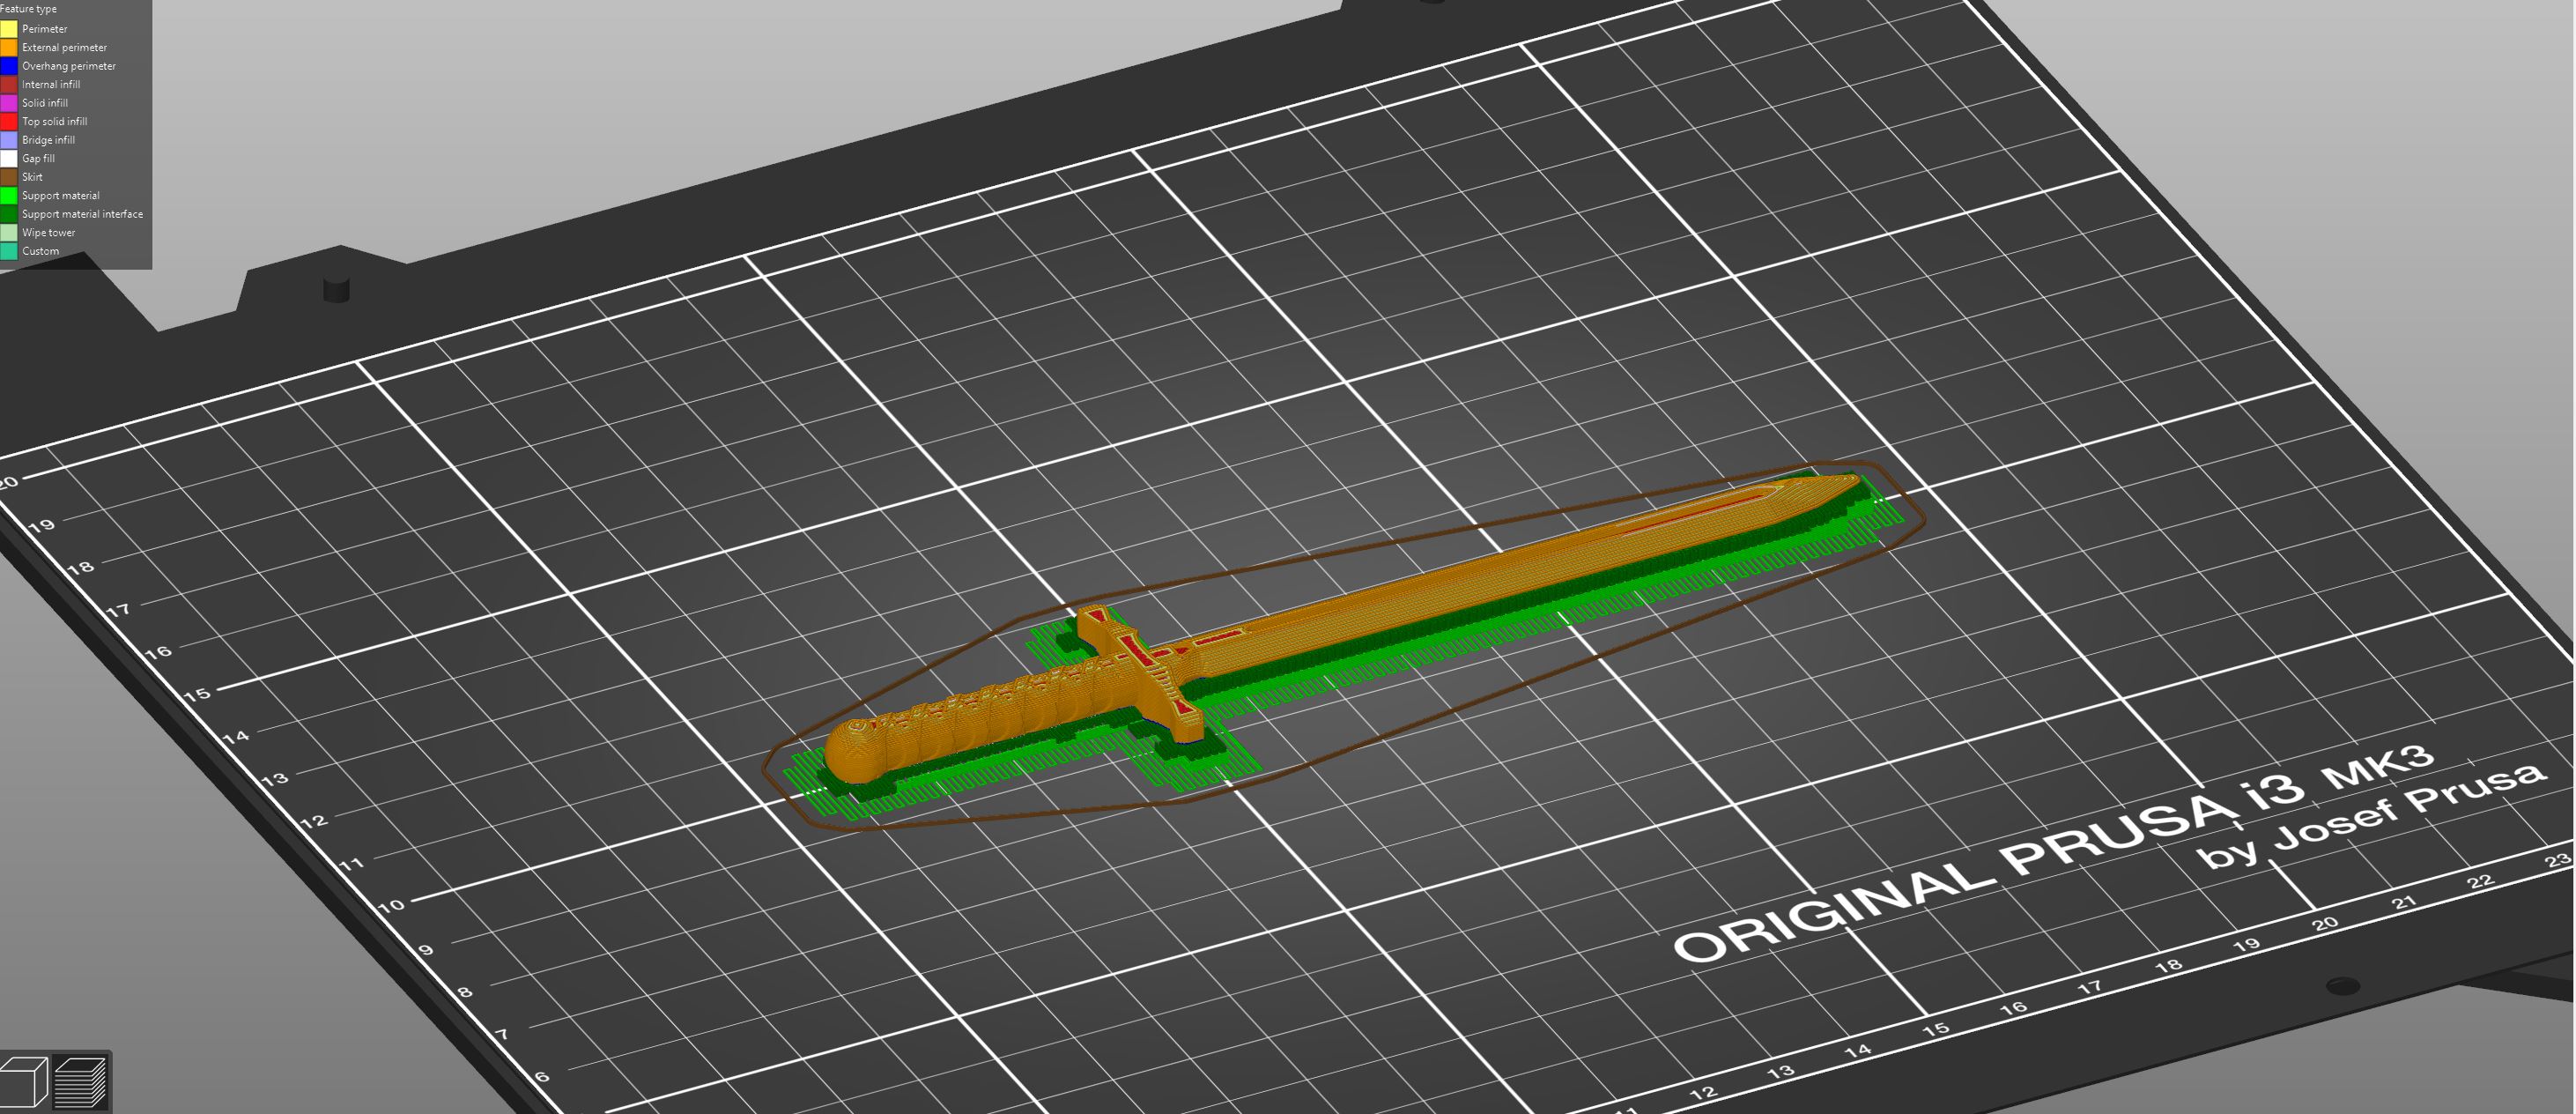 Feature type
Perimeter
External perimeter
Overhang perimeter
Internal infill
Solid infill
Top solid infill
Bridge infill
Gap fill
Skirt
Support material
Support material interface
Wipe tower
Custom
20
19
18
17
16
15
14
13
12
11
10
9
8
7
6
ORIGINAL PRUSA i3 MK3
by Josef Prusa
11
12
13
14
15
16
17
18
19
20
21
22
23